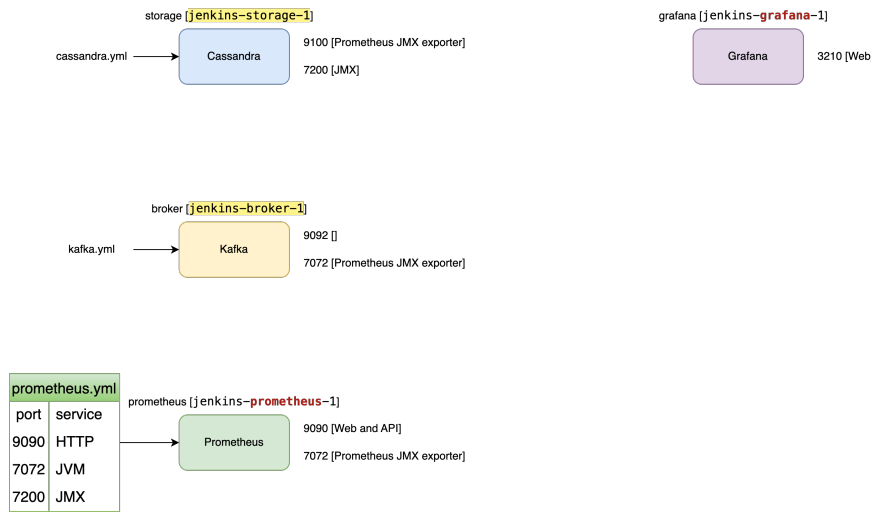 storage [jenkins-storage-1]
cassandra.yml
Cassandra
9100 [Prometheus JMX exporter]
7200 [JMX]
grafana [jenkins-grafana-1]
Grafana
3210 [Web
broker [jenkins-broker-1]
kafka.yml
Kafka
9092 []
7072 [Prometheus JMX exporter]
prometheus.yml
port service
9090 HTTP
7072 JVM
7200 JMX
prometheus [jenkins-prometheus-1]
Prometheus
9090 [Web and API]
7072 [Prometheus JMX exporter]